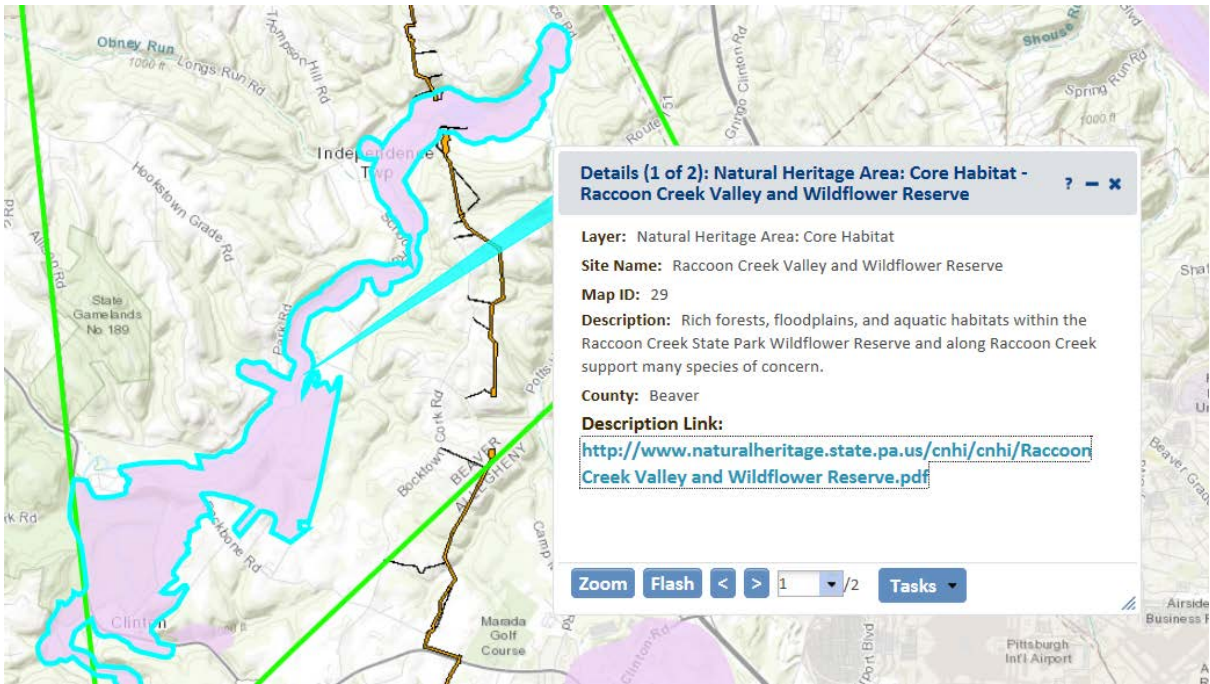 Obney Run
1000 ft
Longs Run Rd
Thompson Hill Rd
Independence
Twp
Hookstown Grade Rd
State
Gamelands
No 189
Park Rd
Bocktown Cork Rd
BEAVER
ALLEGHENY
Clinton
Marada
Golf
Course
Clinton Rd
Route 151
Gringo Clinton Rd
Shouse
Spring Run Rd
1000 ft
Details (1 of 2): Natural Heritage Area: Core Habitat -
Raccoon Creek Valley and Wildflower Reserve
? – ×
Layer: Natural Heritage Area: Core Habitat
Site Name: Raccoon Creek Valley and Wildflower Reserve
Map ID: 29
Description: Rich forests, floodplains, and aquatic habitats within the
Raccoon Creek State Park Wildflower Reserve and along Raccoon Creek
support many species of concern.
County: Beaver
Description Link:
http://www.naturalheritage.state.pa.us/cnhi/cnhi/Raccoon
Creek Valley and Wildflower Reserve.pdf
Zoom Flash < > 1 /2 Tasks
Airside
Business
Pittsburgh
Int'l Airport